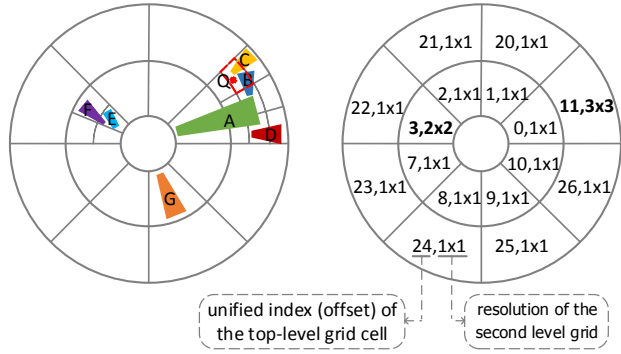 C
Q
B
F
E
A
D
G
21,1x1
20,1x1
22,1x1
2,1x1
1,1x1
11,3x3
3,2x2
0,1x1
7,1x1
10,1x1
23,1x1
8,1x1
9,1x1
26,1x1
24,1x1
25,1x1
unified index (offset) of
the top-level grid cell
resolution of the
second level grid